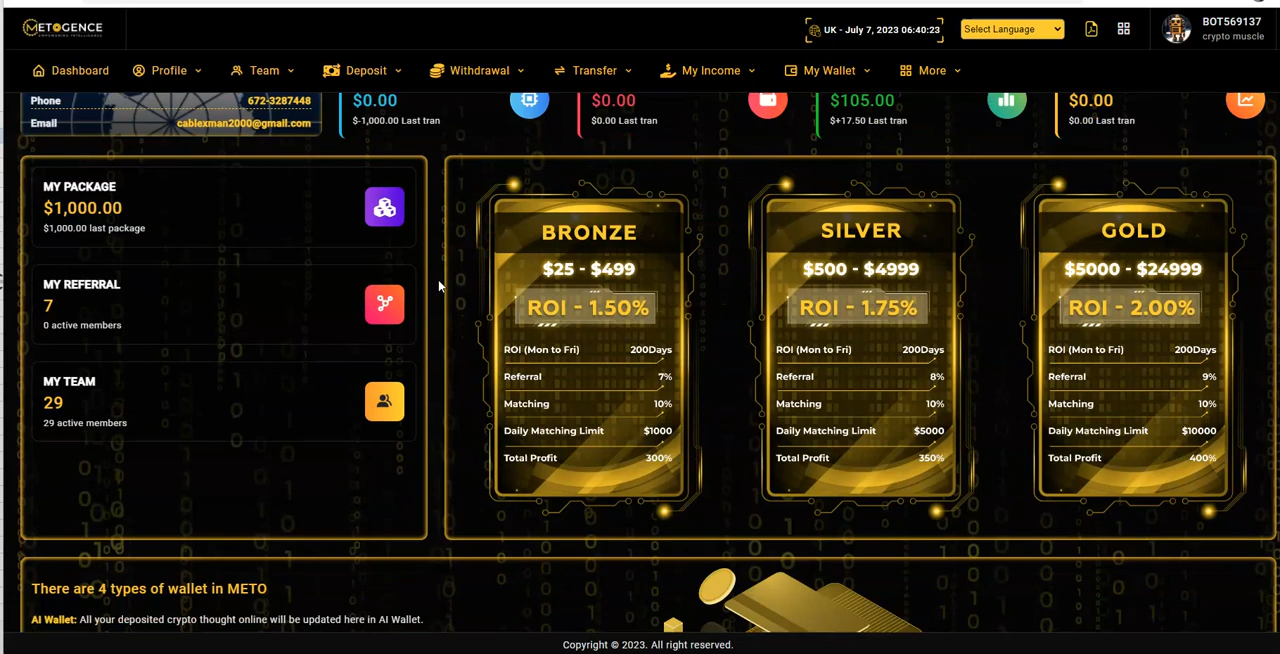 METOGENCE
EMPOWERING INTELLIGENCE
UK - July 7, 2023 06:40:23
Select Language
BOT569137
crypto muscle
Dashboard
Profile
Team
Deposit
Withdrawal
Transfer
My Income
My Wallet
More
Phone 672-3287448
Email cablexman2000@gmail.com
$0.00
$-1,000.00 Last tran
$0.00
$0.00 Last tran
$105.00
$+17.50 Last tran
$0.00
$0.00 Last tran
MY PACKAGE
$1,000.00
$1,000.00 last package
MY REFERRAL
7
0 active members
MY TEAM
29
29 active members
BRONZE
$25 - $499
ROI - 1.50%
ROI (Mon to Fri) 200Days
Referral 7%
Matching 10%
Daily Matching Limit $1000
Total Profit 300%
SILVER
$500 - $4999
ROI - 1.75%
ROI (Mon to Fri) 200Days
Referral 8%
Matching 10%
Daily Matching Limit $5000
Total Profit 350%
GOLD
$5000 - $24999
ROI - 2.00%
ROI (Mon to Fri) 200Days
Referral 9%
Matching 10%
Daily Matching Limit $10000
Total Profit 400%
There are 4 types of wallet in METO
AI Wallet: All your deposited crypto thought online will be updated here in AI Wallet.
Copyright © 2023. All right reserved.